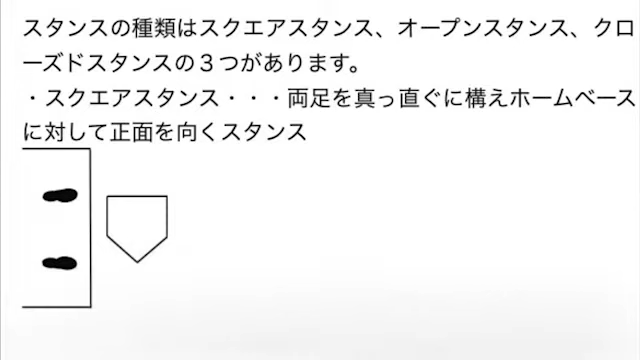 スタンスの種類はスクエアスタンス、オープンスタンス、クロ
ーズドスタンスの３つがあります。
・スクエアスタンス・・・両足を真っ直ぐに構えホームベース
に対して正面を向くスタンス